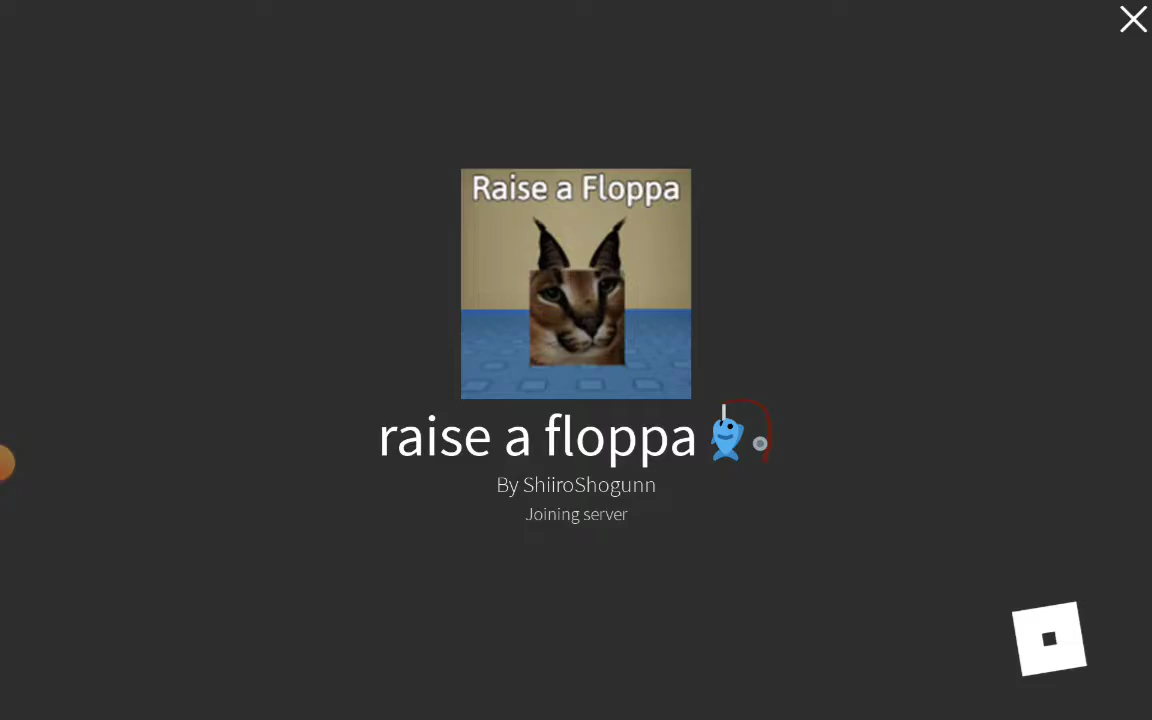 Raise a Floppa
raise a floppa🎣
By ShiiroShogunn
Joining server